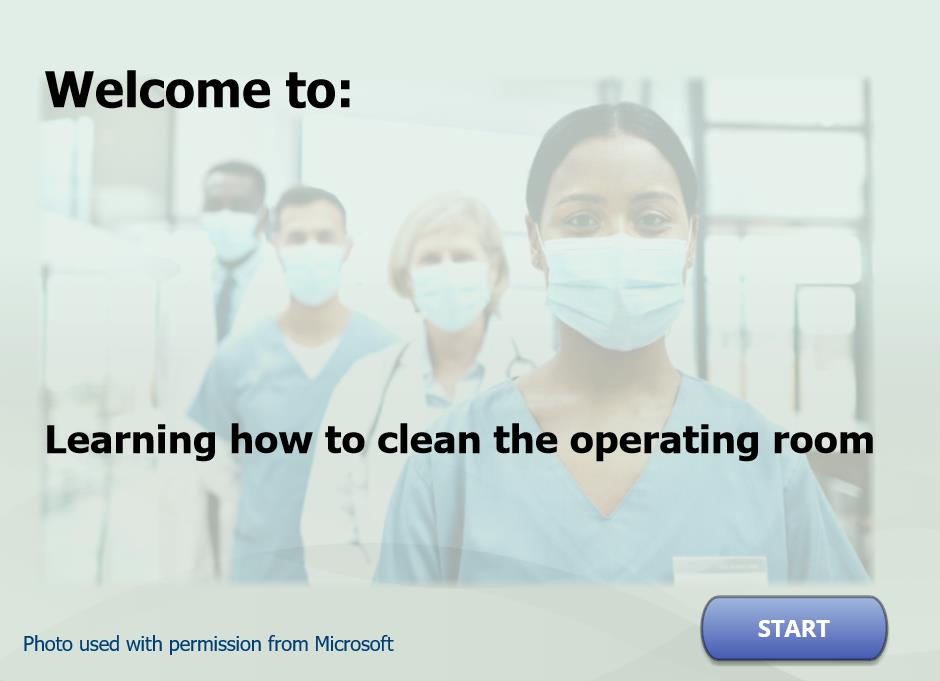 Welcome to:
Learning how to clean the operating room
START
Photo used with permission from Microsoft